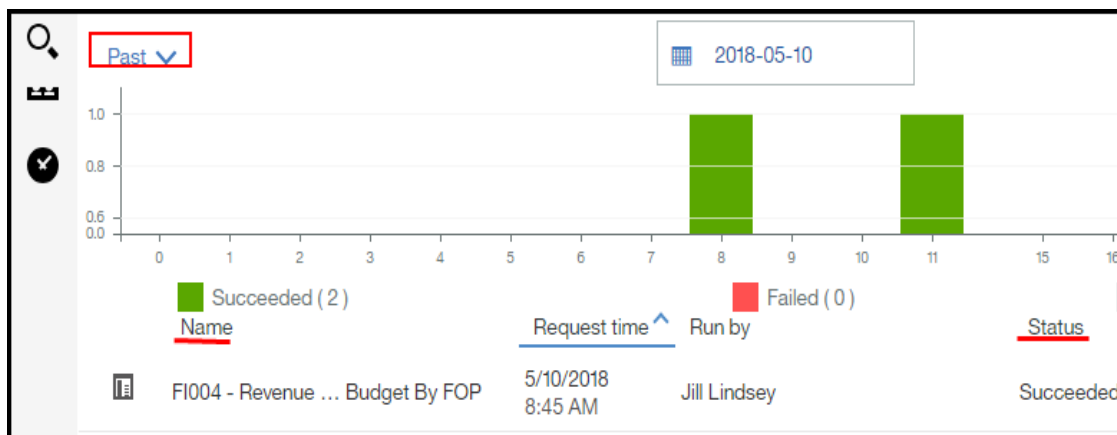 Past
2018-05-10
1.0
0.8
0.6
0.0
0 1 2 3 4 5 6 7 8 9 10 11 15 16
Succeeded ( 2 ) Failed ( 0 )
Name Request time Run by Status
FI004 - Revenue … Budget By FOP 5/10/2018 8:45 AM Jill Lindsey Succeeded